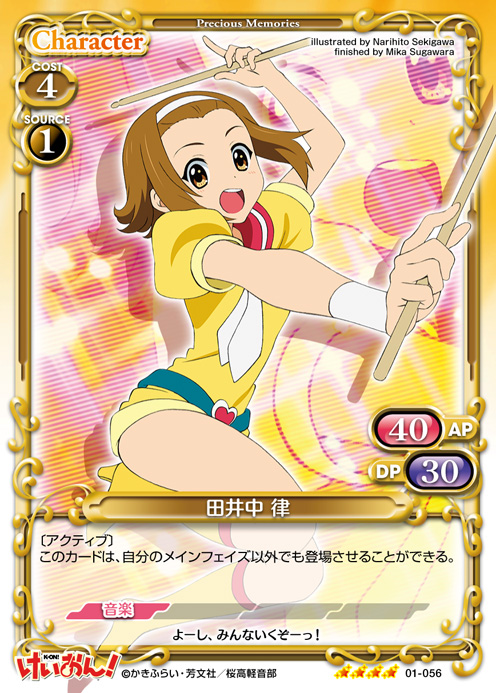 Precious Memories
Character
illustrated by Narihito Sekigawa
finished by Mika Sugawara
COST
4
SOURCE
1
40 AP
DP 30
田井中 律
［アクティブ］
このカードは、自分のメインフェイズ以外でも登場させることができる。
音楽
よーし、みんないくぞーっ！
K-ON!
けいおん!
©かきふらい・芳文社／桜高軽音部
★★★★ 01-056